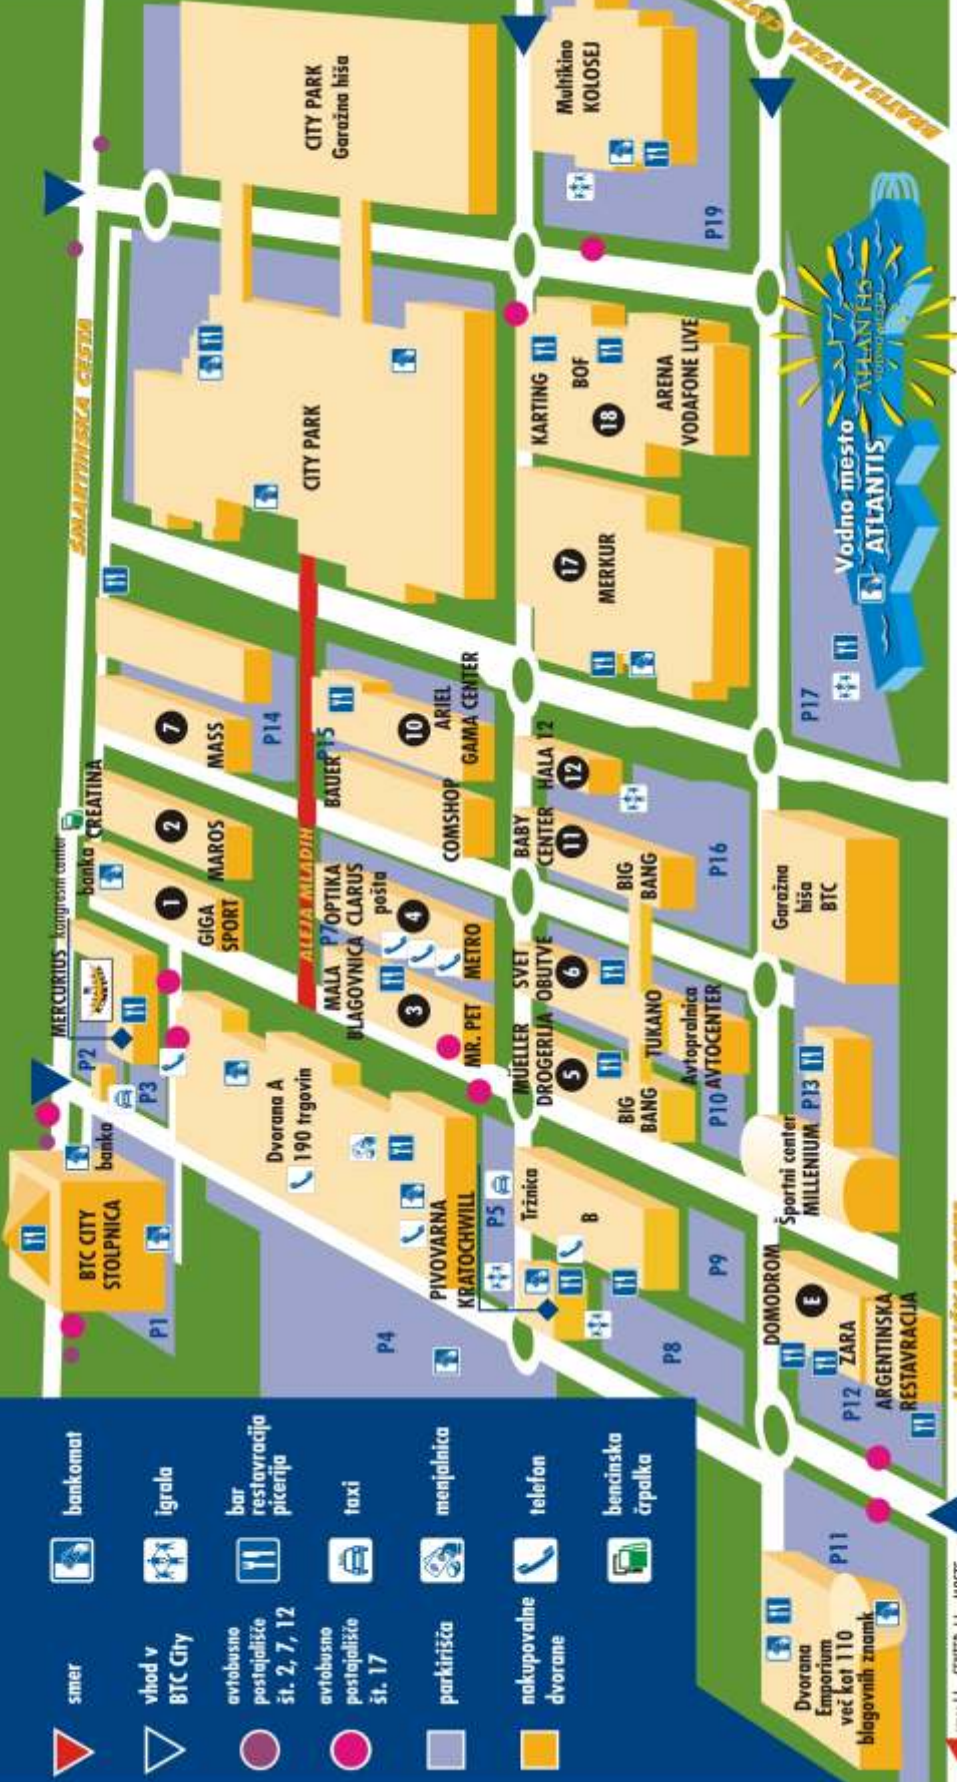 smer
vhod v
BTC City
avtobusno
postajališče
št. 2, 7, 12
avtobusno
postajališče
št. 17
parkirišča
nakupovalne
dvorane
bankomat
igrala
bar
restavracija
picerija
taxi
menjalnica
telefon
bencinska
črpalka
BTC CITY
STOLPNICA
P1
banka
P2
P3
MERCURIUS kongresni center
banka
CREATINA
1
GIGA
SPORT
2
MAROS
7
MASS
P14
ŠMARTINSKA CESTA
CITY PARK
CITY PARK
Garažna hiša
Dvorana A
190 trgovin
PIVOVARNA
KRATOCHWILL
P4
P5
ALEJA MLADIH
MALA
BLAGOVNICA
P7
OPTIKA
CLARUS
pošta
3
MR. PET
4
METRO
BAUER
P15
COMSHOP
10
ARIEL
GAMA CENTER
Multikino
KOLOSEJ
P19
BRATISLAVSKA
CESTA
Tržnica
B
P8
P9
MUELLER
DROGERIJA
5
BIG
BANG
SVET
OBUTVE
6
TUKANO
Avtopralnica
AVTOCENTER
P10
BABY
CENTER
11
BIG
BANG
HALA 12
12
P16
17
MERKUR
KARTING
BOF
18
ARENA
VODAFONE LIVE
DOMODROM
E
ZARA
ARGENTINSKA
RESTAVRACIJA
P12
Športni center
MILLENIUM
P13
Garažna
hiša
BTC
P17
Vodno mesto
ATLANTIS
ATLANTIS
VODNO MESTO
P11
Dvorana
Emporium
več kot 110
blagovnih znamk